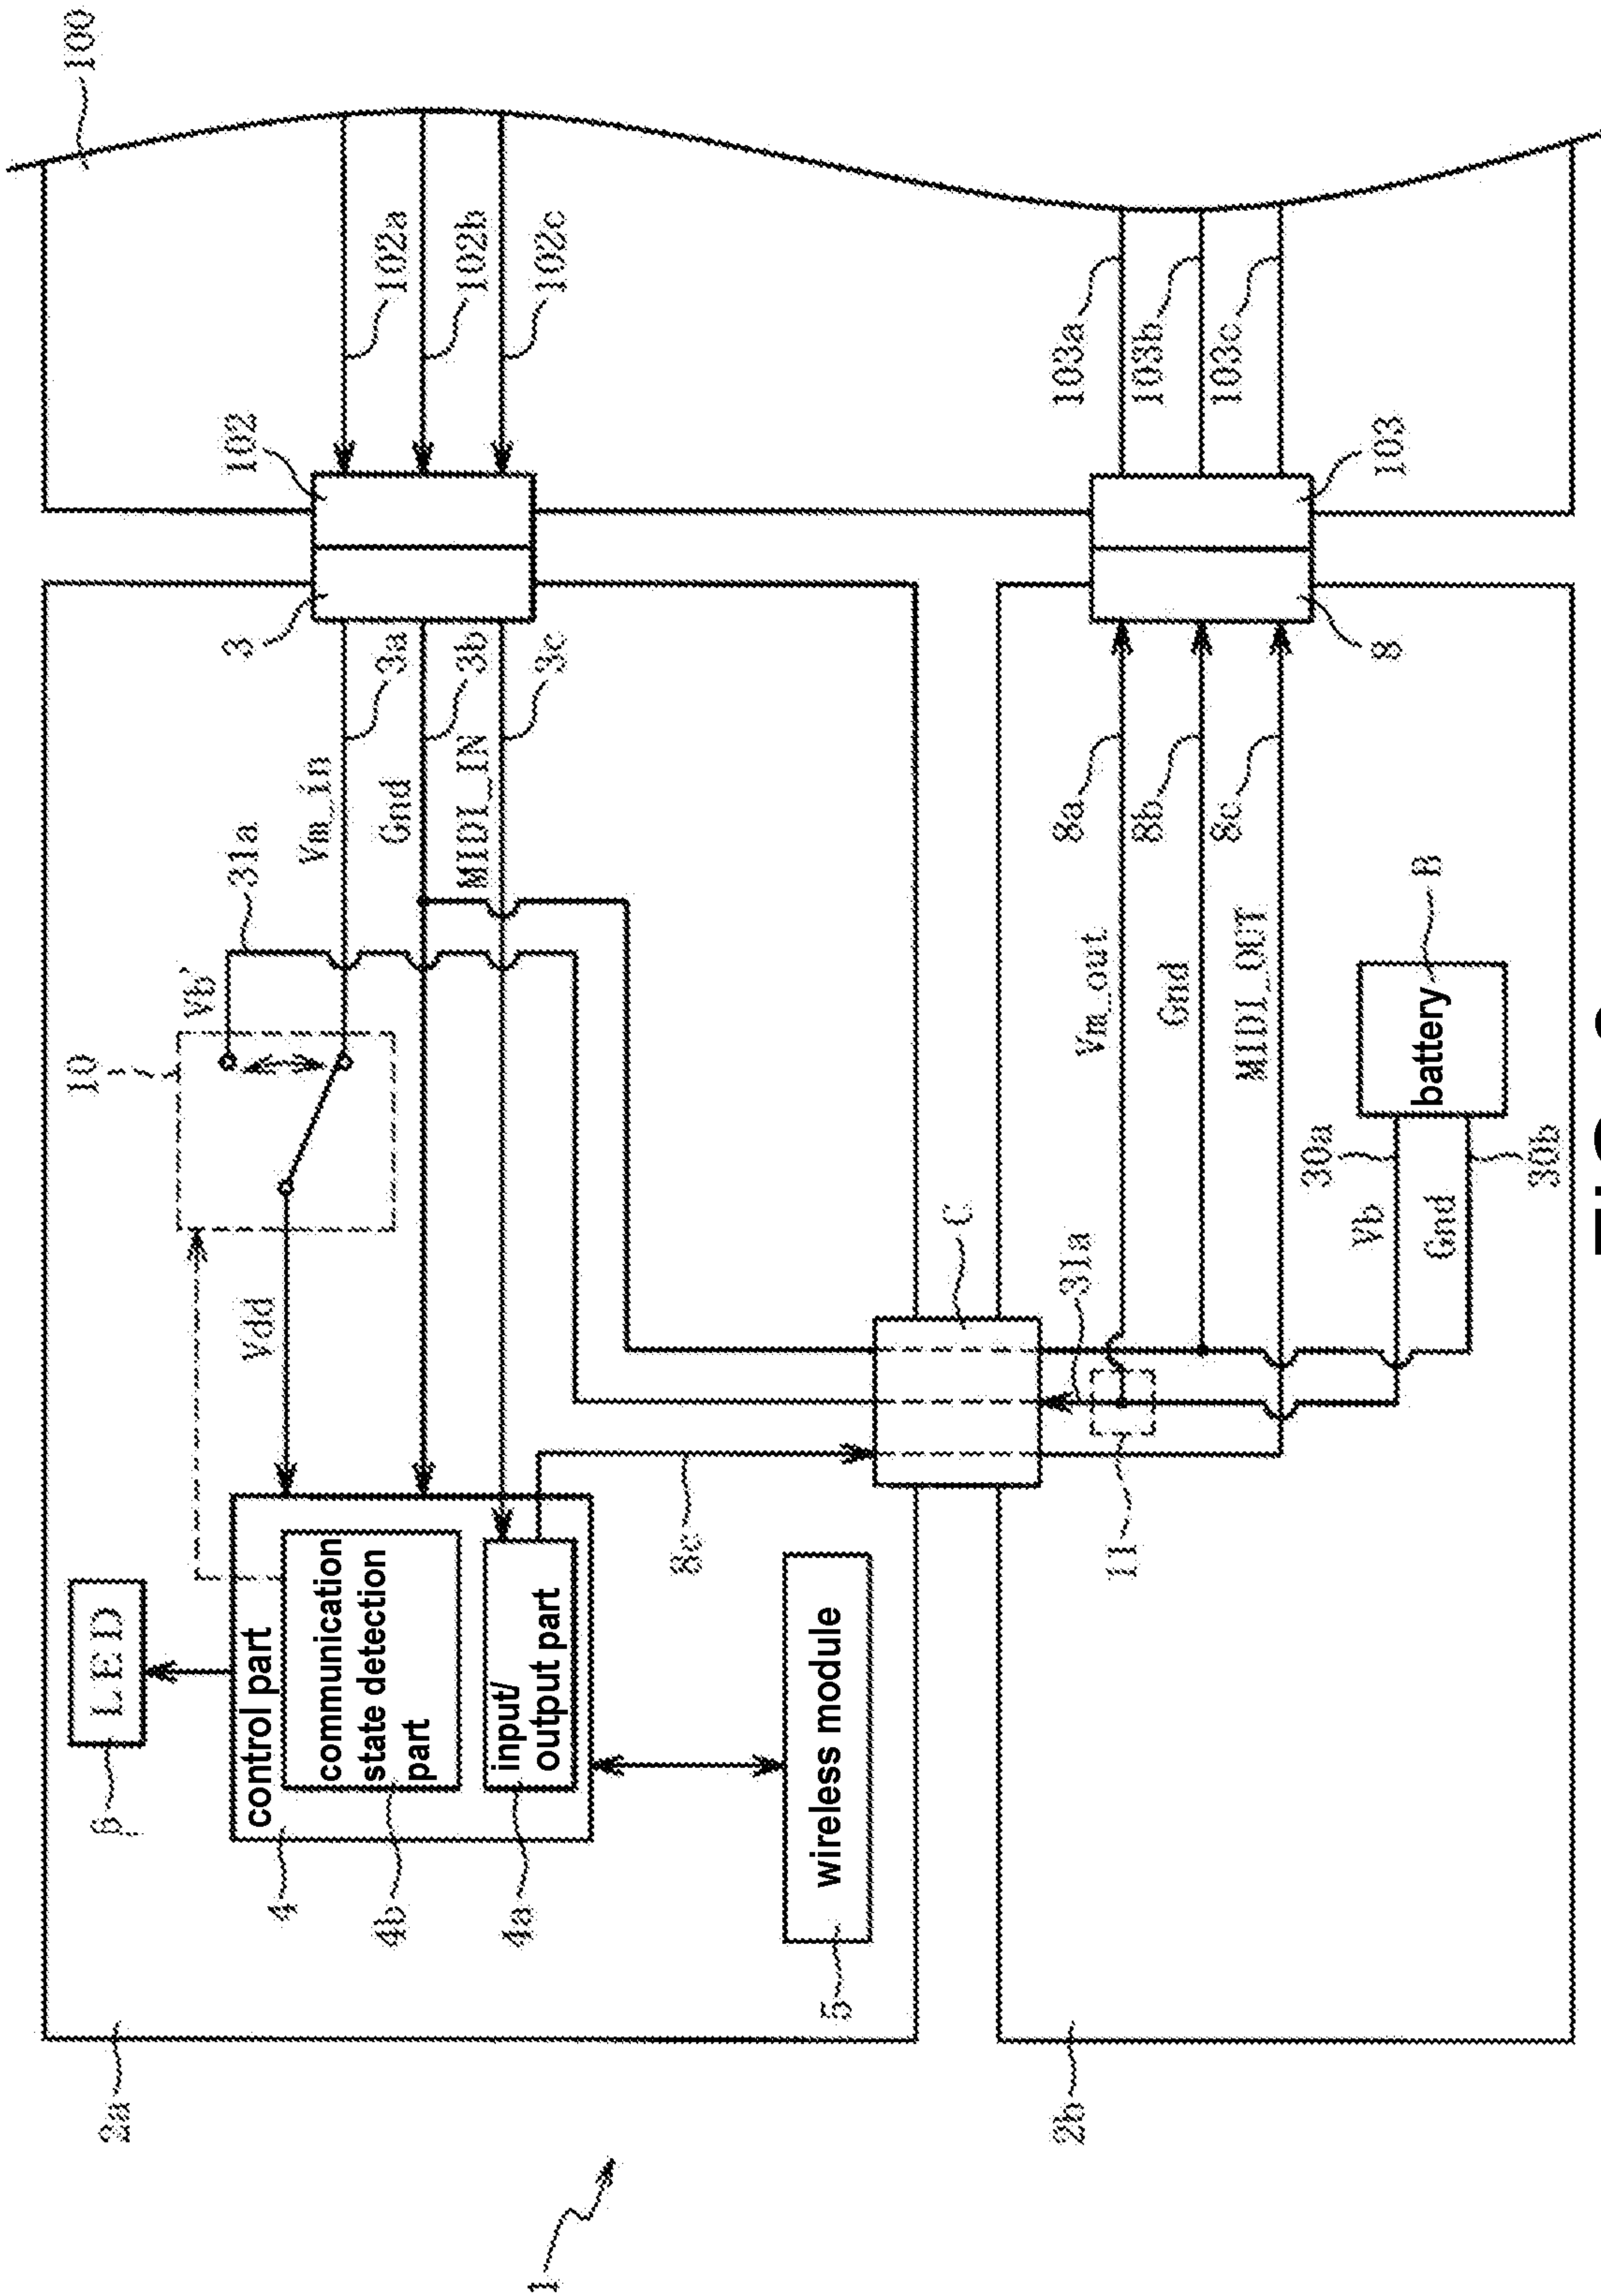 100
102a
102b
102c
103a
103b
103c
102
103
3
8
3a
3b
3c
Vm_in
Gnd
MIDI_IN
31a
Vb'
10
Vdd
8a
8b
8c
Vm_out
Gnd
MIDI_OUT
B
battery
30a
30b
Vb
Gnd
C
31a
11
8c
LED
6
control part
communication
state detection
part
input/
output part
wireless module
4
4b
4a
5
2a
2b
1